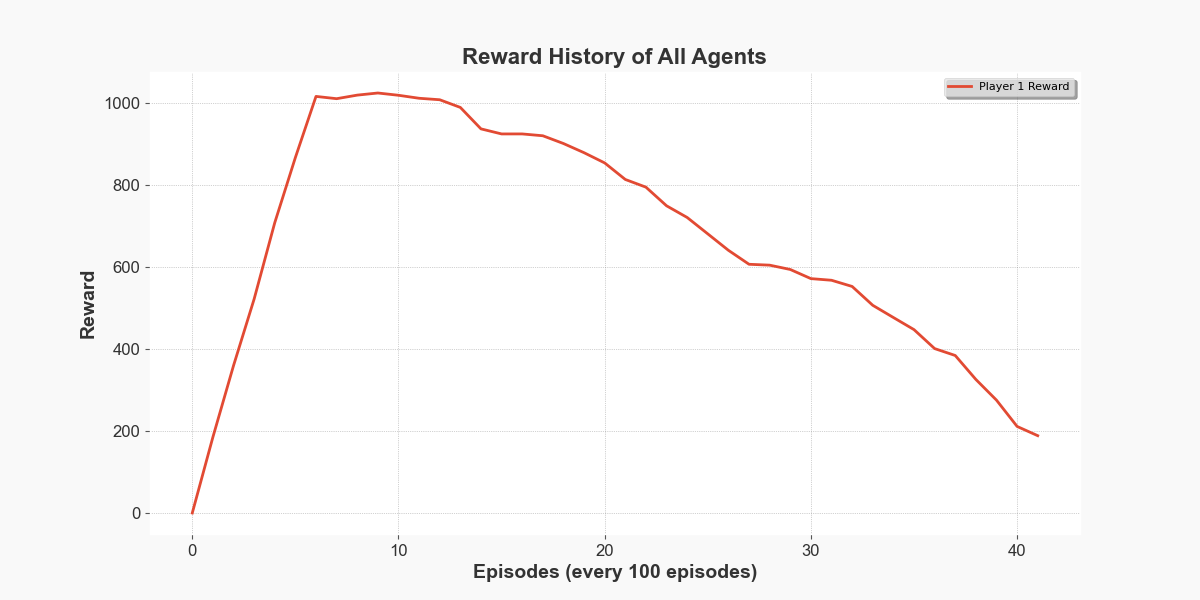 Reward History of All Agents
Player 1 Reward
1000
800
600
400
200
0
Reward
0 10 20 30 40
Episodes (every 100 episodes)